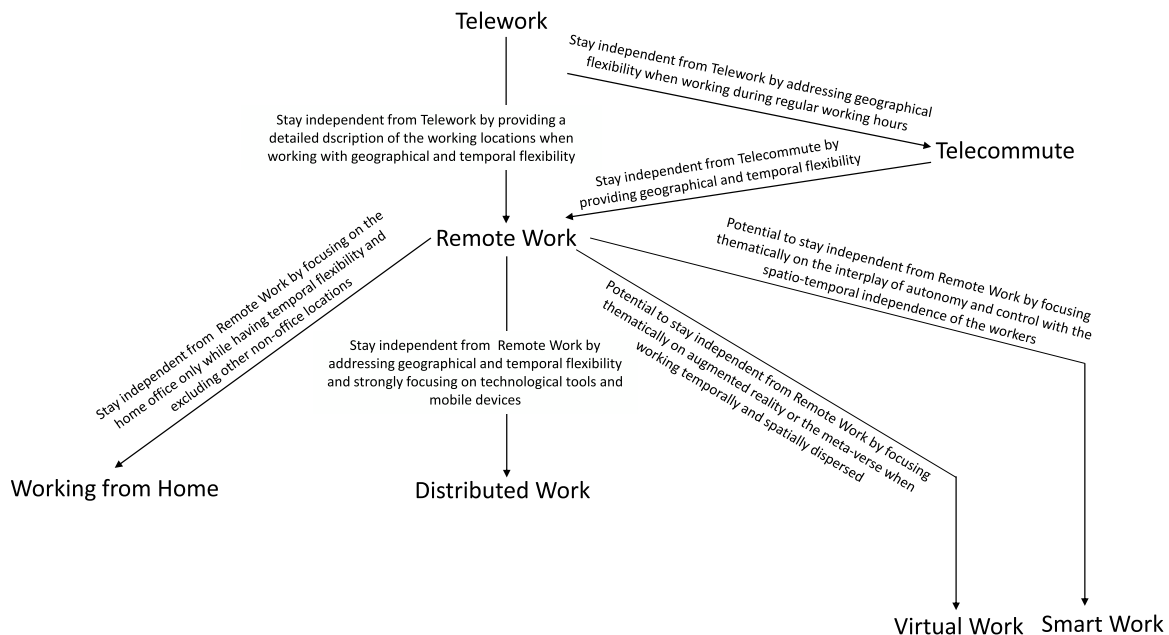 Telework
Stay independent from Telework by addressing geographical
flexibility when working during regular working hours
Stay independent from Telework by providing a
detailed dscription of the working locations when
working with geographical and temporal flexibility
Telecommute
Stay independent from Telecommute by
providing geographical and temporal flexibility
Remote Work
Stay independent from  Remote Work by focusing on the
home office only while having temporal flexibility and
excluding other non-office locations
Stay independent from  Remote Work by
addressing geographical and temporal flexibility
and strongly focusing on technological tools and
mobile devices
Potential to stay independent from Remote Work by focusing
thematically on augmented reality or the meta-verse when
working temporally and spatially dispersed
Potential to stay independent from Remote Work by focusing
thematically on the interplay of autonomy and control with the
spatio-temporal independence of the workers
Working from Home
Distributed Work
Virtual Work
Smart Work